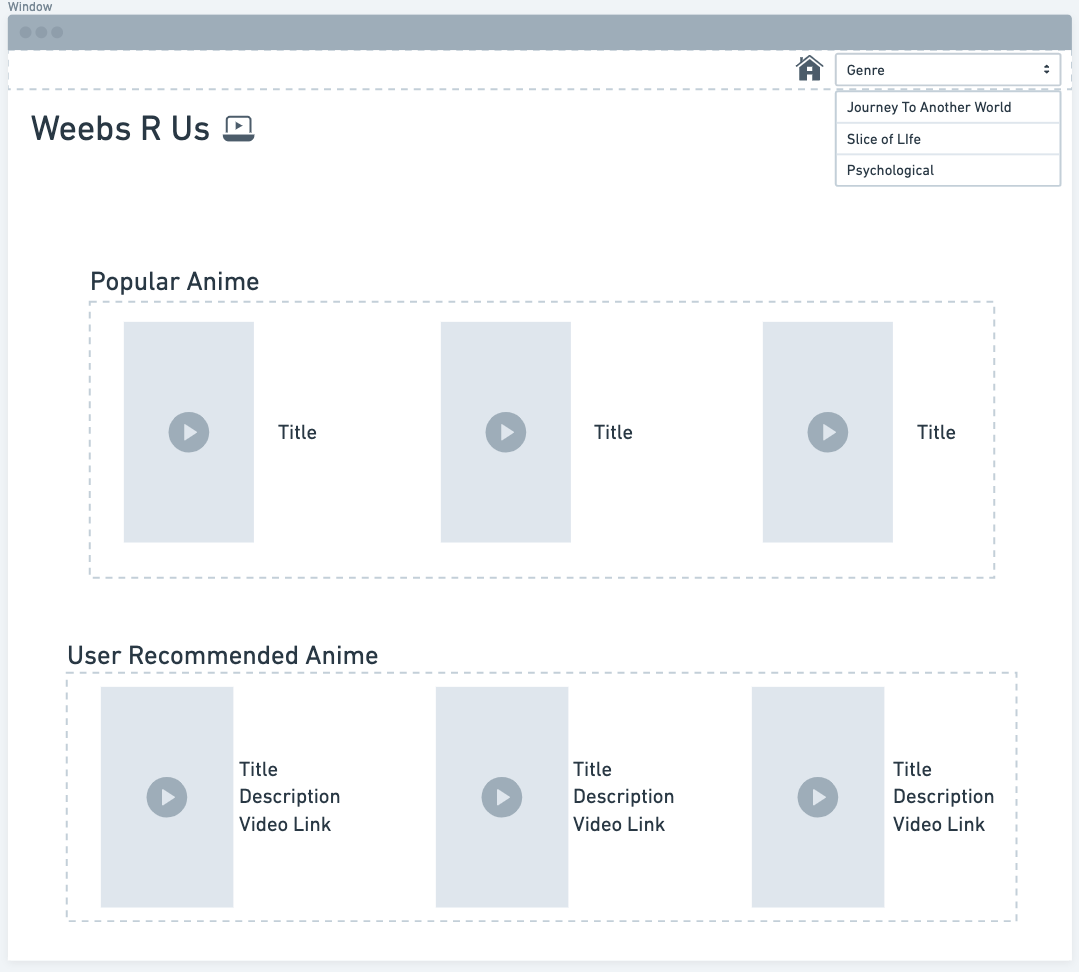 Window
Genre
Journey To Another World
Weebs R Us
Slice of LIfe
Psychological
Popular Anime
Title
Title
Title
User Recommended Anime
Title
Description
Video Link
Title
Description
Video Link
Title
Description
Video Link